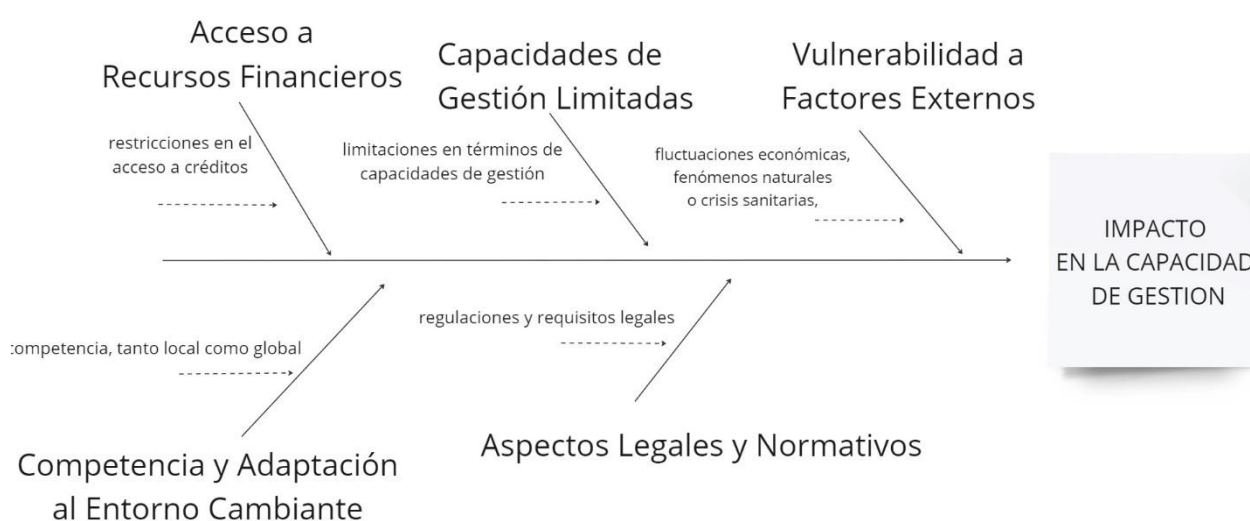 Acceso a
Recursos Financieros
Capacidades de
Gestión Limitadas
Vulnerabilidad a
Factores Externos
restricciones en el
acceso a créditos
limitaciones en términos de
capacidades de gestión
fluctuaciones económicas,
fenómenos naturales
o crisis sanitarias,
IMPACTO
EN LA CAPACIDAD
DE GESTION
regulaciones y requisitos legales
competencia, tanto local como global
Competencia y Adaptación
al Entorno Cambiante
Aspectos Legales y Normativos